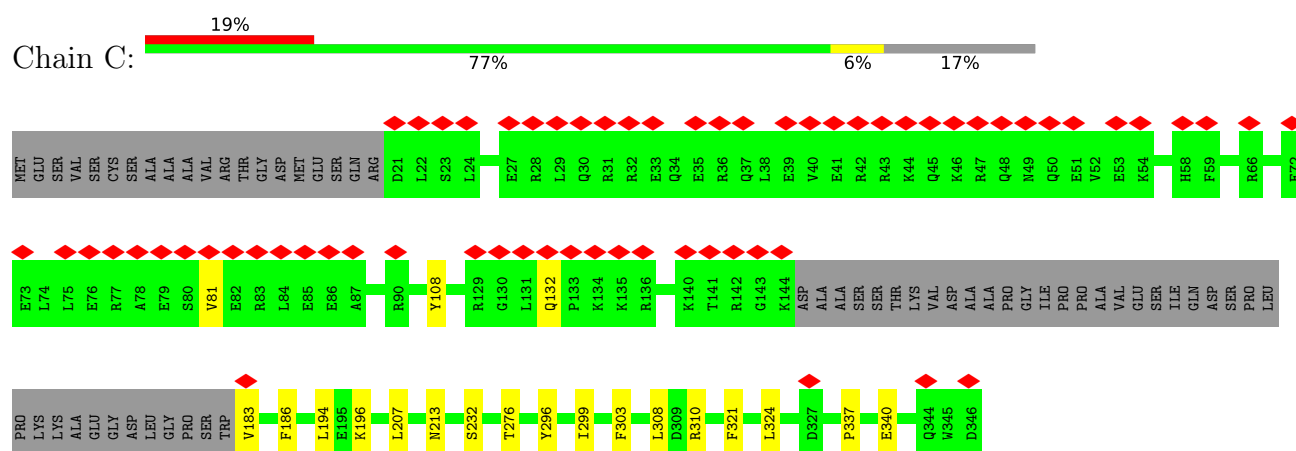 19%
Chain C:
77% 6% 17%
MET GLU SER VAL SER CYS SER ALA ALA ALA VAL ARG THR GLY ASP MET GLU SER GLN ARG D21 L22 S23 L24 E27 R28 L29 Q30 R31 R32 E33 Q34 E35 R36 Q37 L38 E39 V40 E41 R42 R43 K44 Q45 K46 R47 Q48 N49 Q50 E51 V52 E53 K54 H58 F59 R66
E73 L74 L75 E76 R77 A78 E79 S80 V81 E82 R83 L84 E85 E86 A87 R90 Y108 R129 G130 L131 Q132 P133 K134 K135 R136 K140 T141 R142 G143 K144 ASP ALA ALA SER SER THR LYS VAL ASP ALA ALA PRO GLY ILE PRO PRO ALA VAL GLU SER ILE GLN ASP SER PRO LEU
PRO LYS LYS ALA GLU GLY ASP LEU GLY PRO SER TRP V183 F186 L194 E195 K196 L207 N213 S232 T276 Y296 I299 F303 L308 D309 R310 F321 L324 D327 P337 E340 Q344 W345 D346